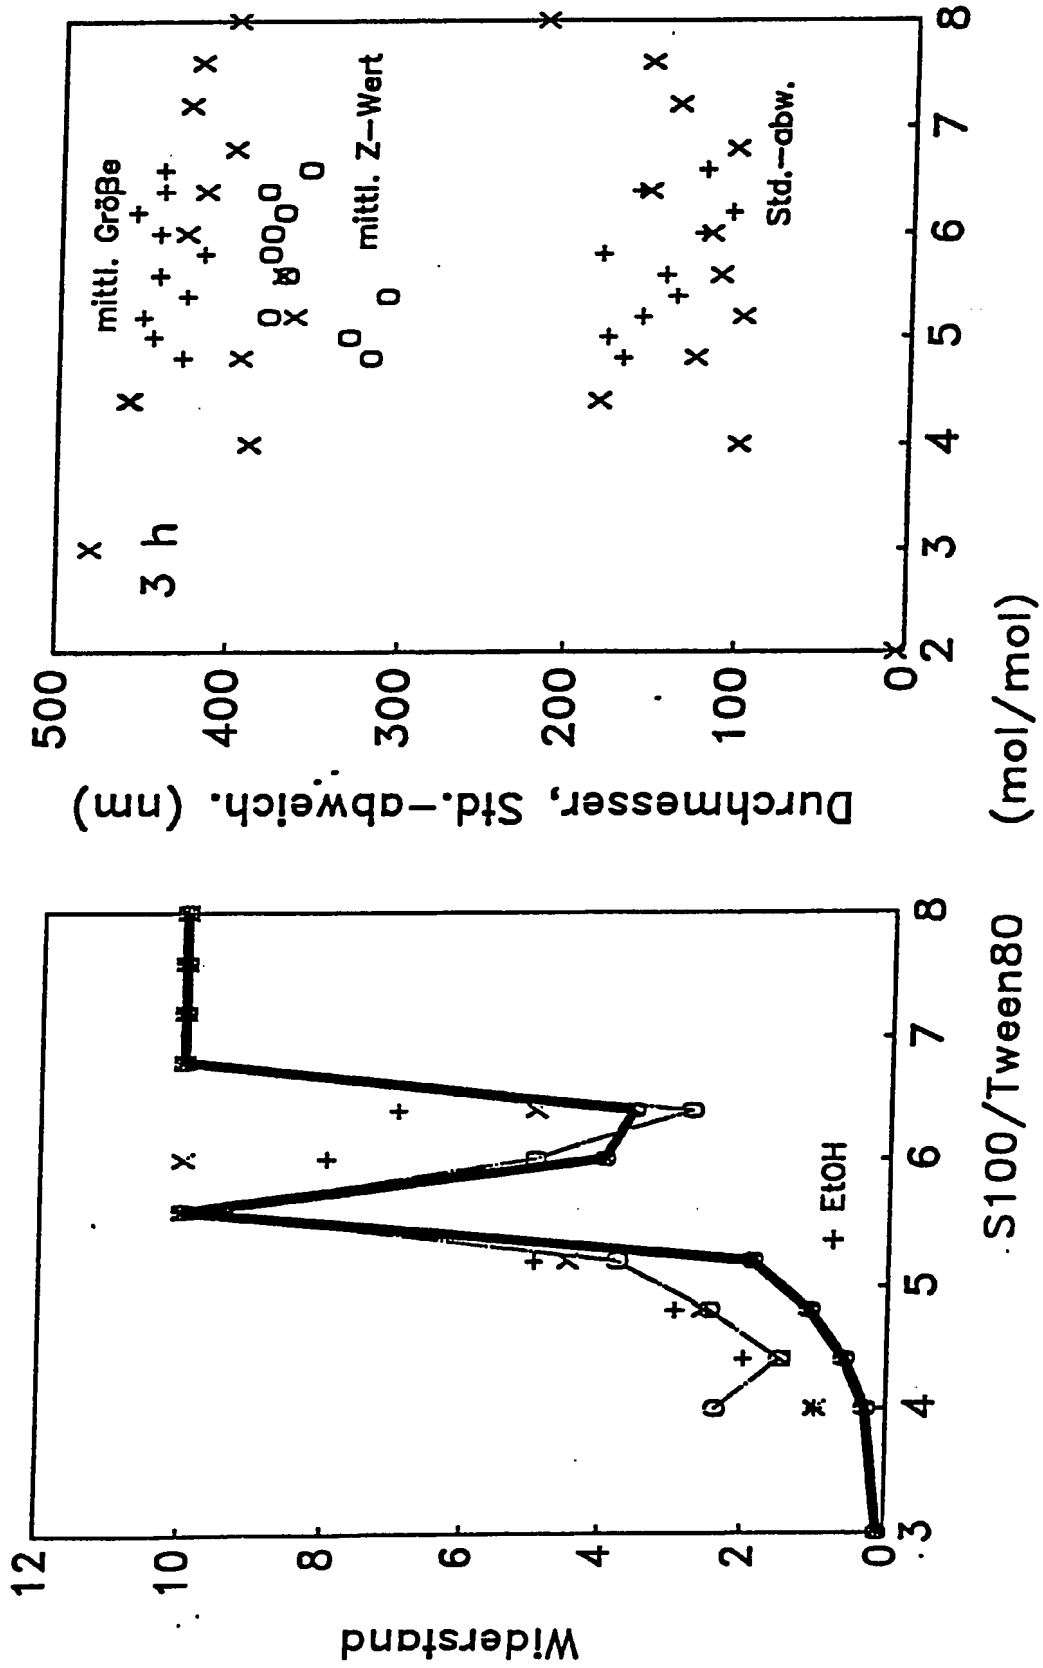 Widerstand
12
10
8
6
4
2
0
3
4
5
6
7
8
+ EtOH
S100/Tween80
(mol/mol)
Durchmesser, Std.-abweich. (nm)
500
400
300
200
100
0
2
3
4
5
6
7
8
3 h
mittl. Größe
mittl. Z-Wert
Std.-abw.